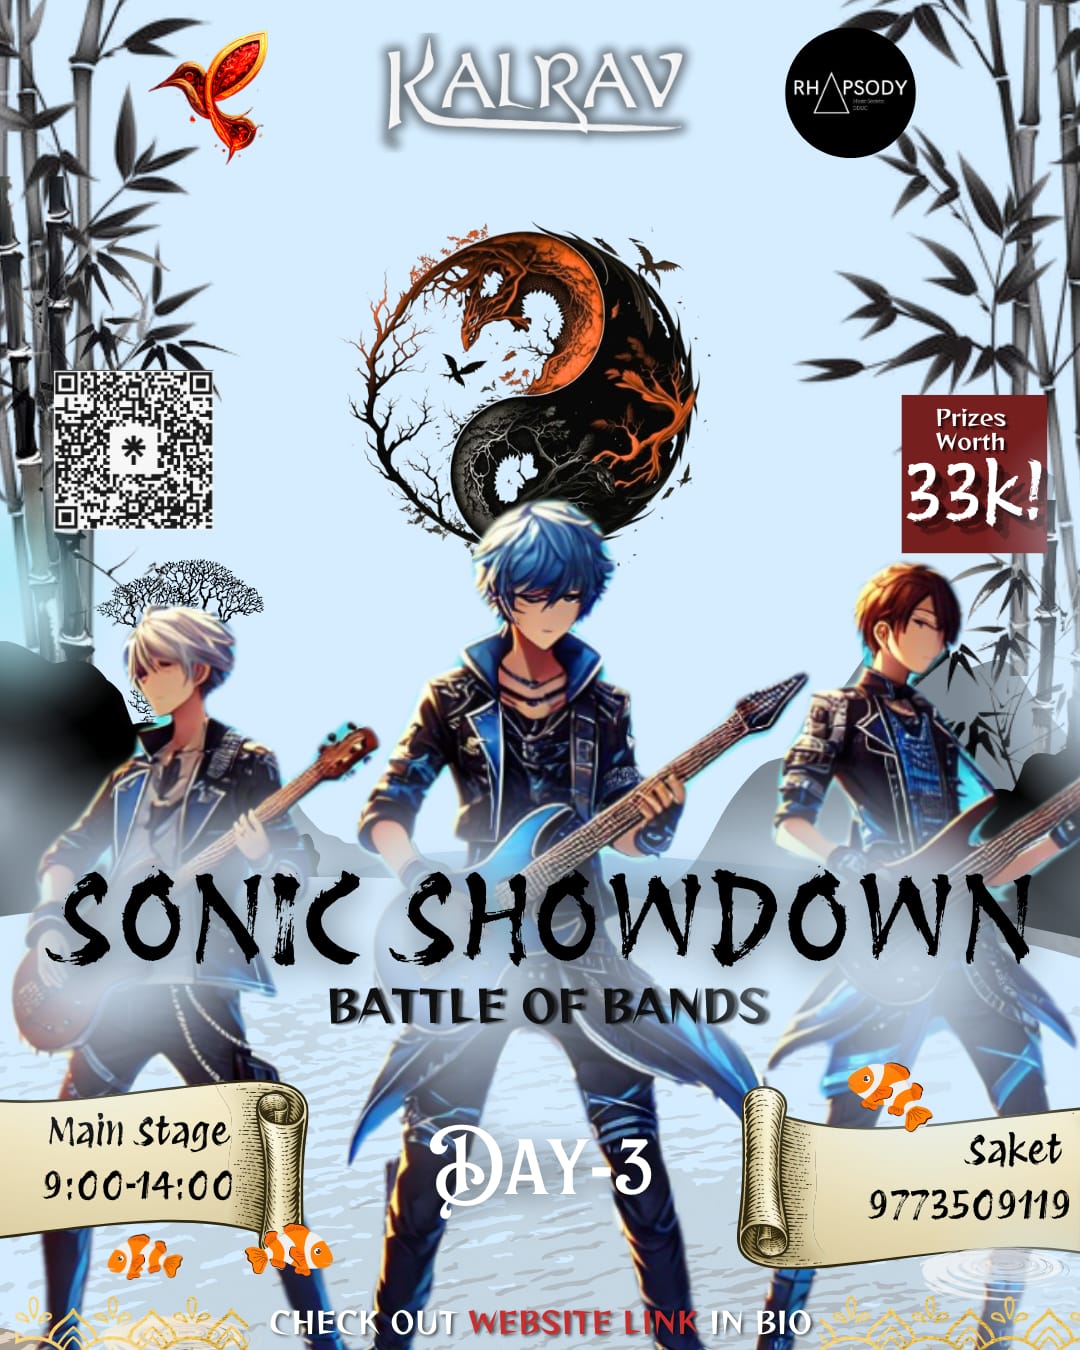 KALRAV
RHAPSODY
Prizes
Worth
33k!
SONIC SHOWDOWN
BATTLE OF BANDS
Main Stage
9:00-14:00
DAY-3
Saket
9773509119
CHECK OUT WEBSITE LINK IN BIO